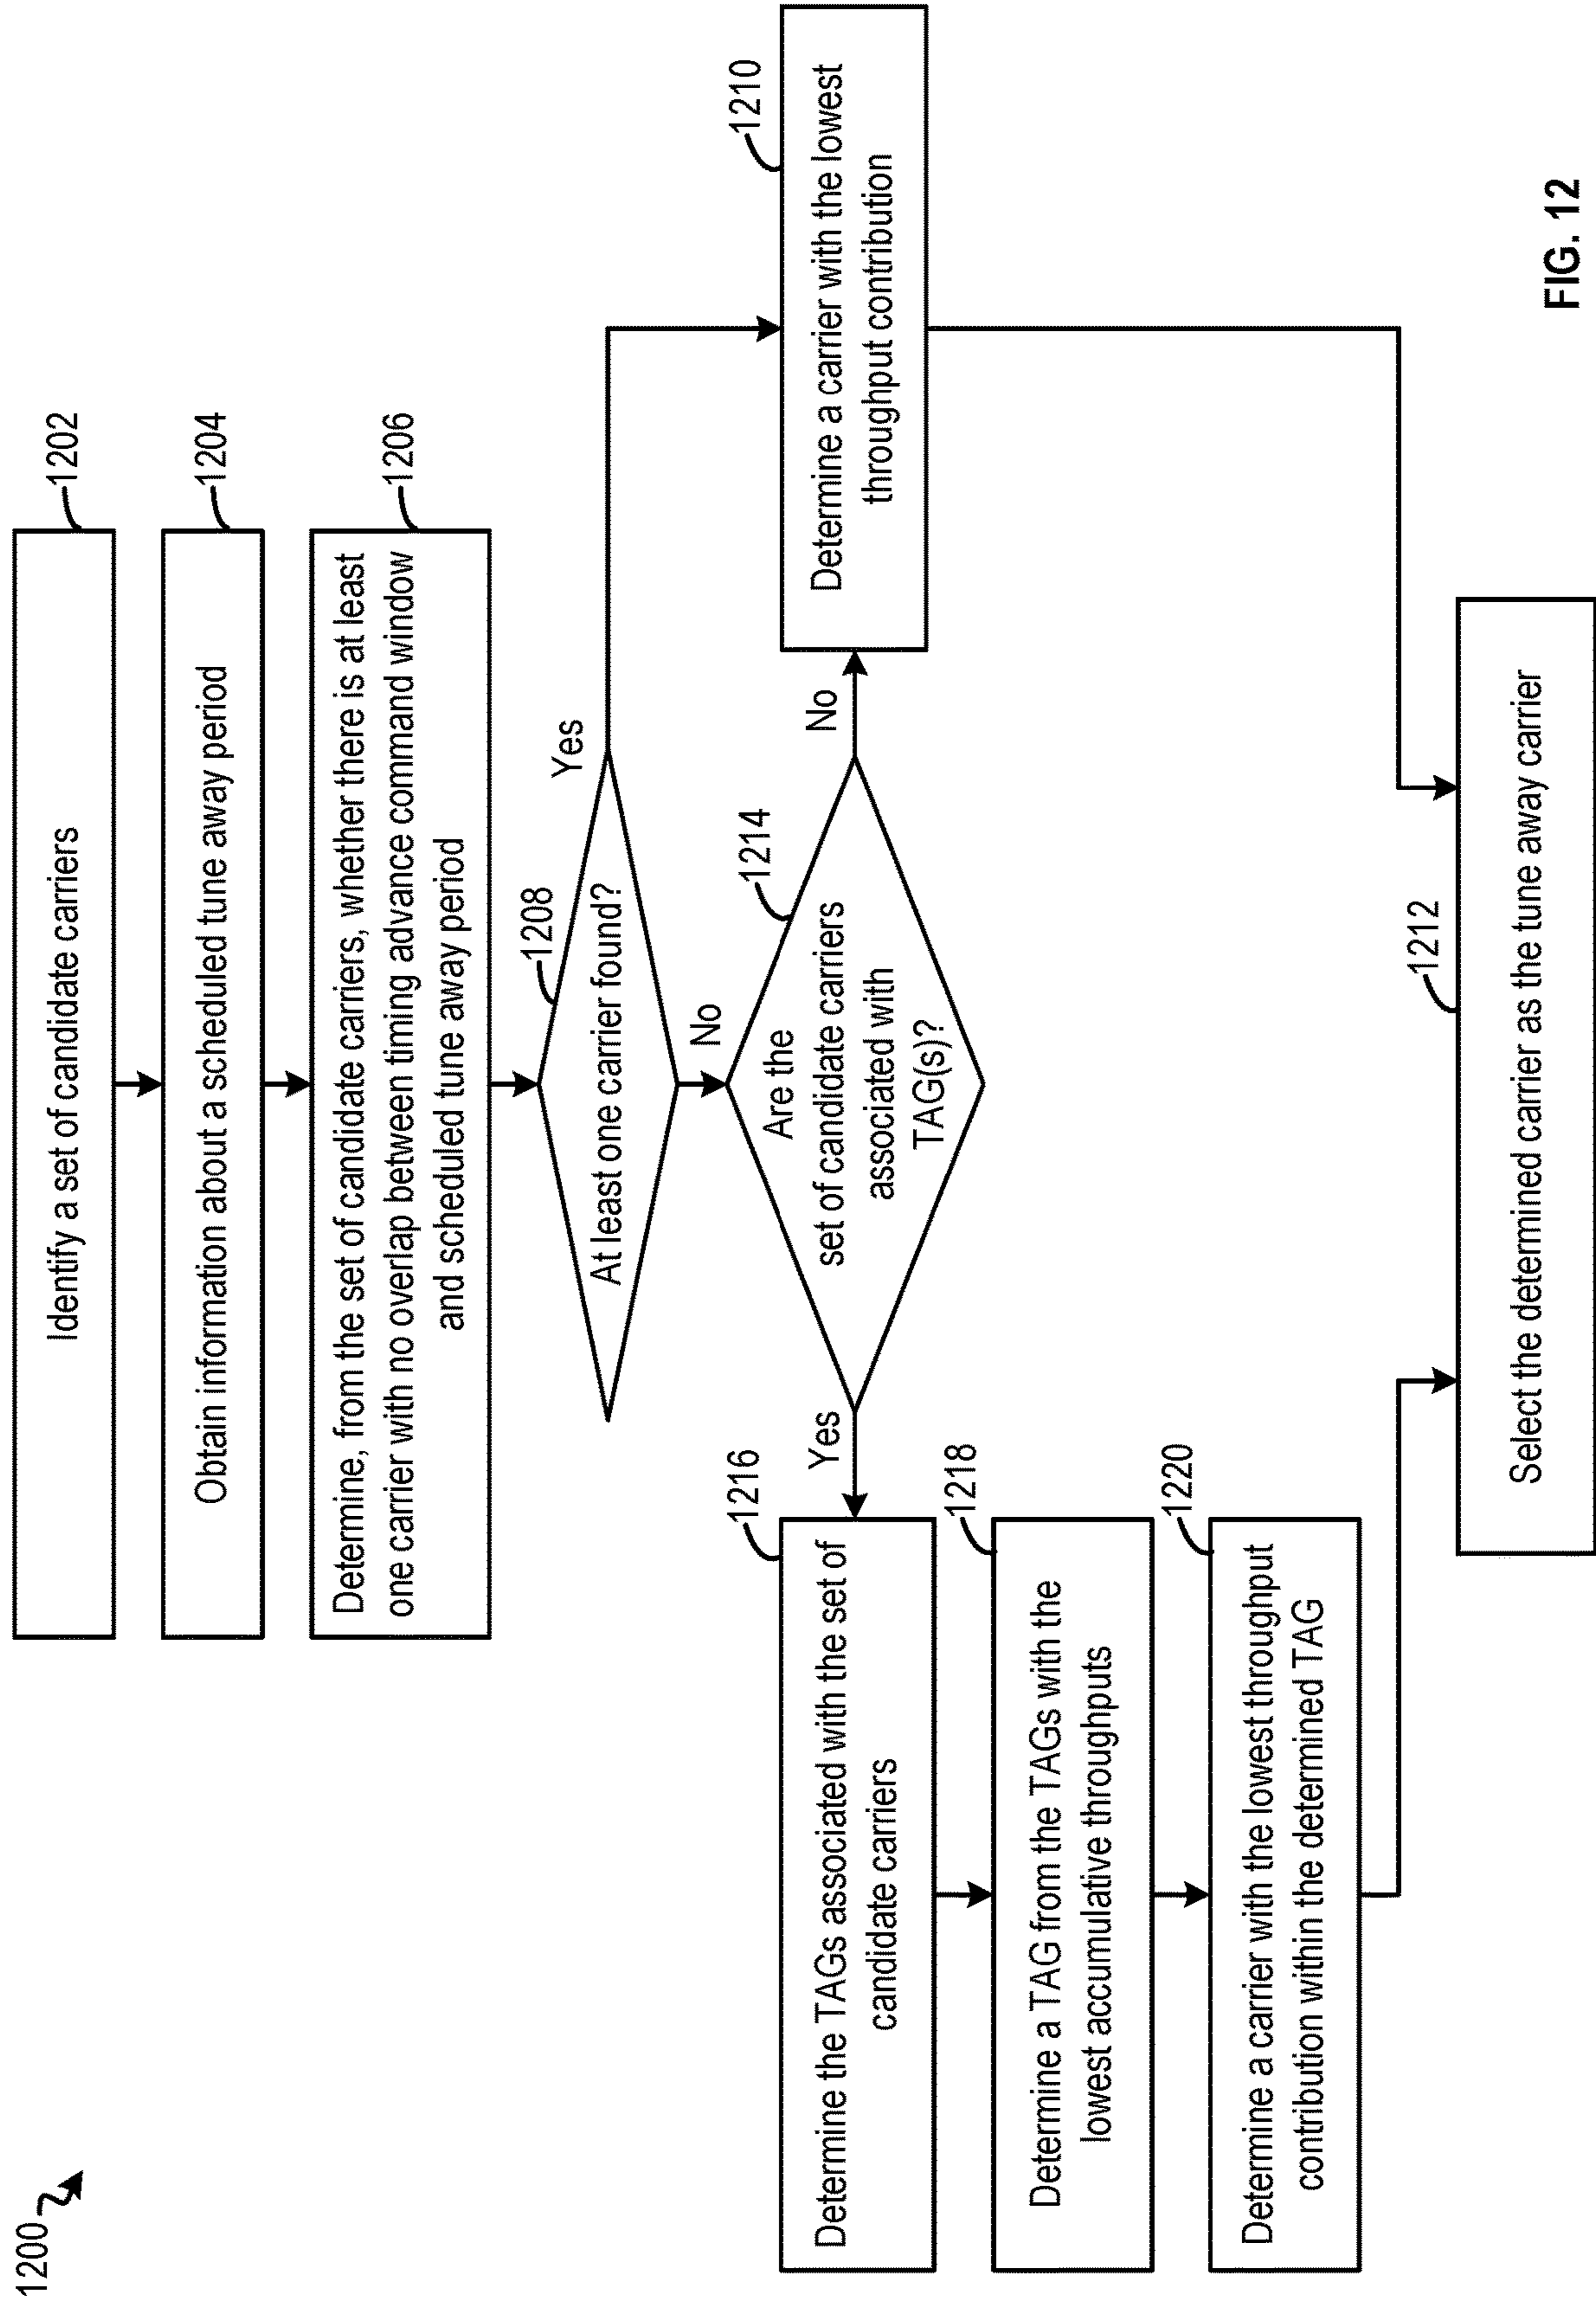 1200
Identify a set of candidate carriers
1202
Obtain information about a scheduled tune away period
1204
Determine, from the set of candidate carriers, whether there is at least
one carrier with no overlap between timing advance command window
and scheduled tune away period
1206
1208
At least one carrier found?
Yes
No
1214
Are the
set of candidate carriers
associated with
TAG(s)?
Yes
No
1210
Determine a carrier with the lowest
throughput contribution
1216
Determine the TAGs associated with the set of
candidate carriers
1218
Determine a TAG from the TAGs with the
lowest accumulative throughputs
1220
Determine a carrier with the lowest throughput
contribution within the determined TAG
1212
Select the determined carrier as the tune away carrier
FIG. 12